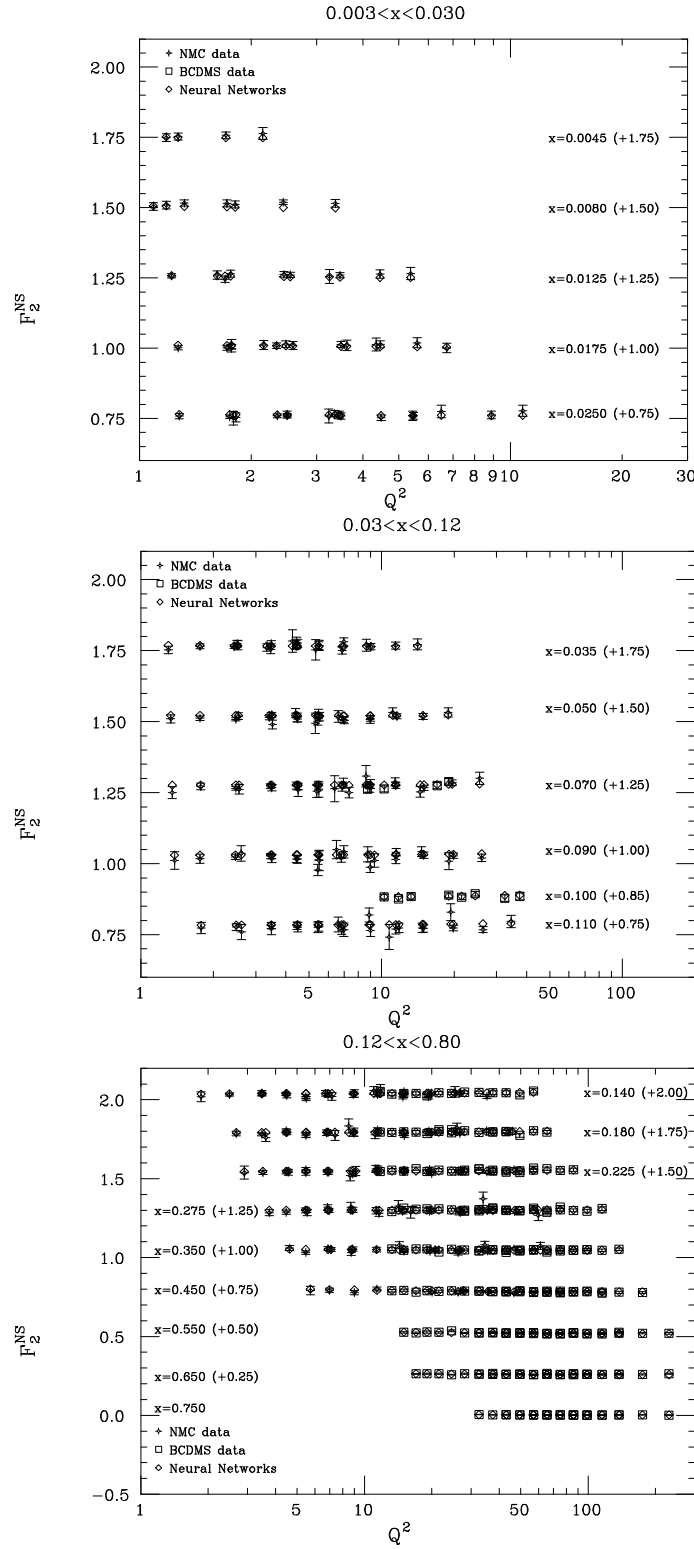 0.003<x<0.030
2.00
1.75
1.50
1.25
1.00
0.75
F₂ᴺˢ
NMC data
BCDMS data
Neural Networks
x=0.0045 (+1.75)
x=0.0080 (+1.50)
x=0.0125 (+1.25)
x=0.0175 (+1.00)
x=0.0250 (+0.75)
1 2 3 4 5 6 7 8 9 10 20 30
Q²
0.03<x<0.12
2.00
1.75
1.50
1.25
1.00
0.75
F₂ᴺˢ
NMC data
BCDMS data
Neural Networks
x=0.035 (+1.75)
x=0.050 (+1.50)
x=0.070 (+1.25)
x=0.090 (+1.00)
x=0.100 (+0.85)
x=0.110 (+0.75)
1 5 10 50 100
Q²
0.12<x<0.80
2.0
1.5
1.0
0.5
0.0
−0.5
F₂ᴺˢ
x=0.140 (+2.00)
x=0.180 (+1.75)
x=0.225 (+1.50)
x=0.275 (+1.25)
x=0.350 (+1.00)
x=0.450 (+0.75)
x=0.550 (+0.50)
x=0.650 (+0.25)
x=0.750
NMC data
BCDMS data
Neural Networks
1 5 10 50 100
Q²